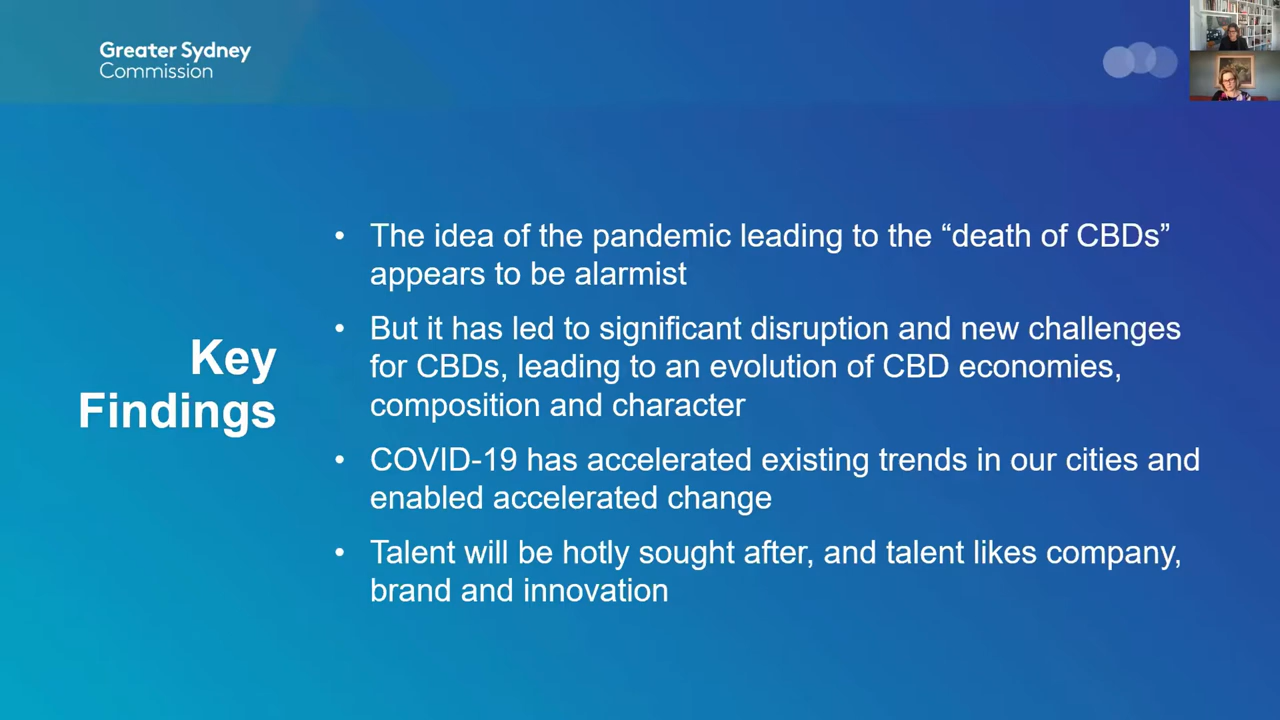 Greater Sydney
Commission
Key
Findings
• The idea of the pandemic leading to the “death of CBDs”
appears to be alarmist
• But it has led to significant disruption and new challenges
for CBDs, leading to an evolution of CBD economies,
composition and character
• COVID-19 has accelerated existing trends in our cities and
enabled accelerated change
• Talent will be hotly sought after, and talent likes company,
brand and innovation